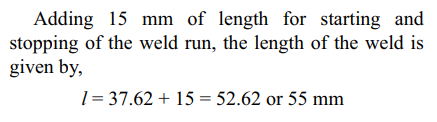 Adding 15 mm of length for starting and
stopping of the weld run, the length of the weld is
given by,
l = 37.62 + 15 = 52.62 or 55 mm